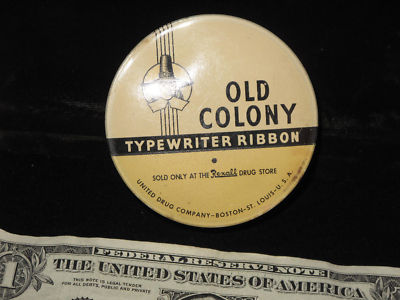 OLD
COLONY
TYPEWRITER RIBBON
SOLD ONLY AT THE Rexall DRUG STORE
UNITED DRUG COMPANY-BOSTON-ST. LOUIS-U.S.A.
FEDERAL RESERVE NOTE
THE UNITED STATES OF AMERICA
THIS NOTE IS LEGAL TENDER
FOR ALL DEBTS, PUBLIC AND PRIVATE
1